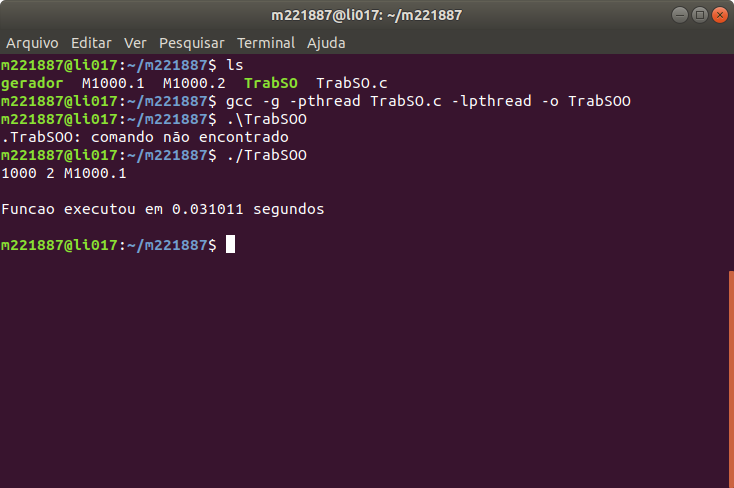 m221887@li017: ~/m221887
Arquivo Editar Ver Pesquisar Terminal Ajuda
m221887@li017:~/m221887$ ls
gerador M1000.1 M1000.2 TrabSO TrabSO.c
m221887@li017:~/m221887$ gcc -g -pthread TrabSO.c -lpthread -o TrabSOO
m221887@li017:~/m221887$ .\TrabSOO
.TrabSOO: comando não encontrado
m221887@li017:~/m221887$ ./TrabSOO
1000 2 M1000.1
Funcao executou em 0.031011 segundos
m221887@li017:~/m221887$